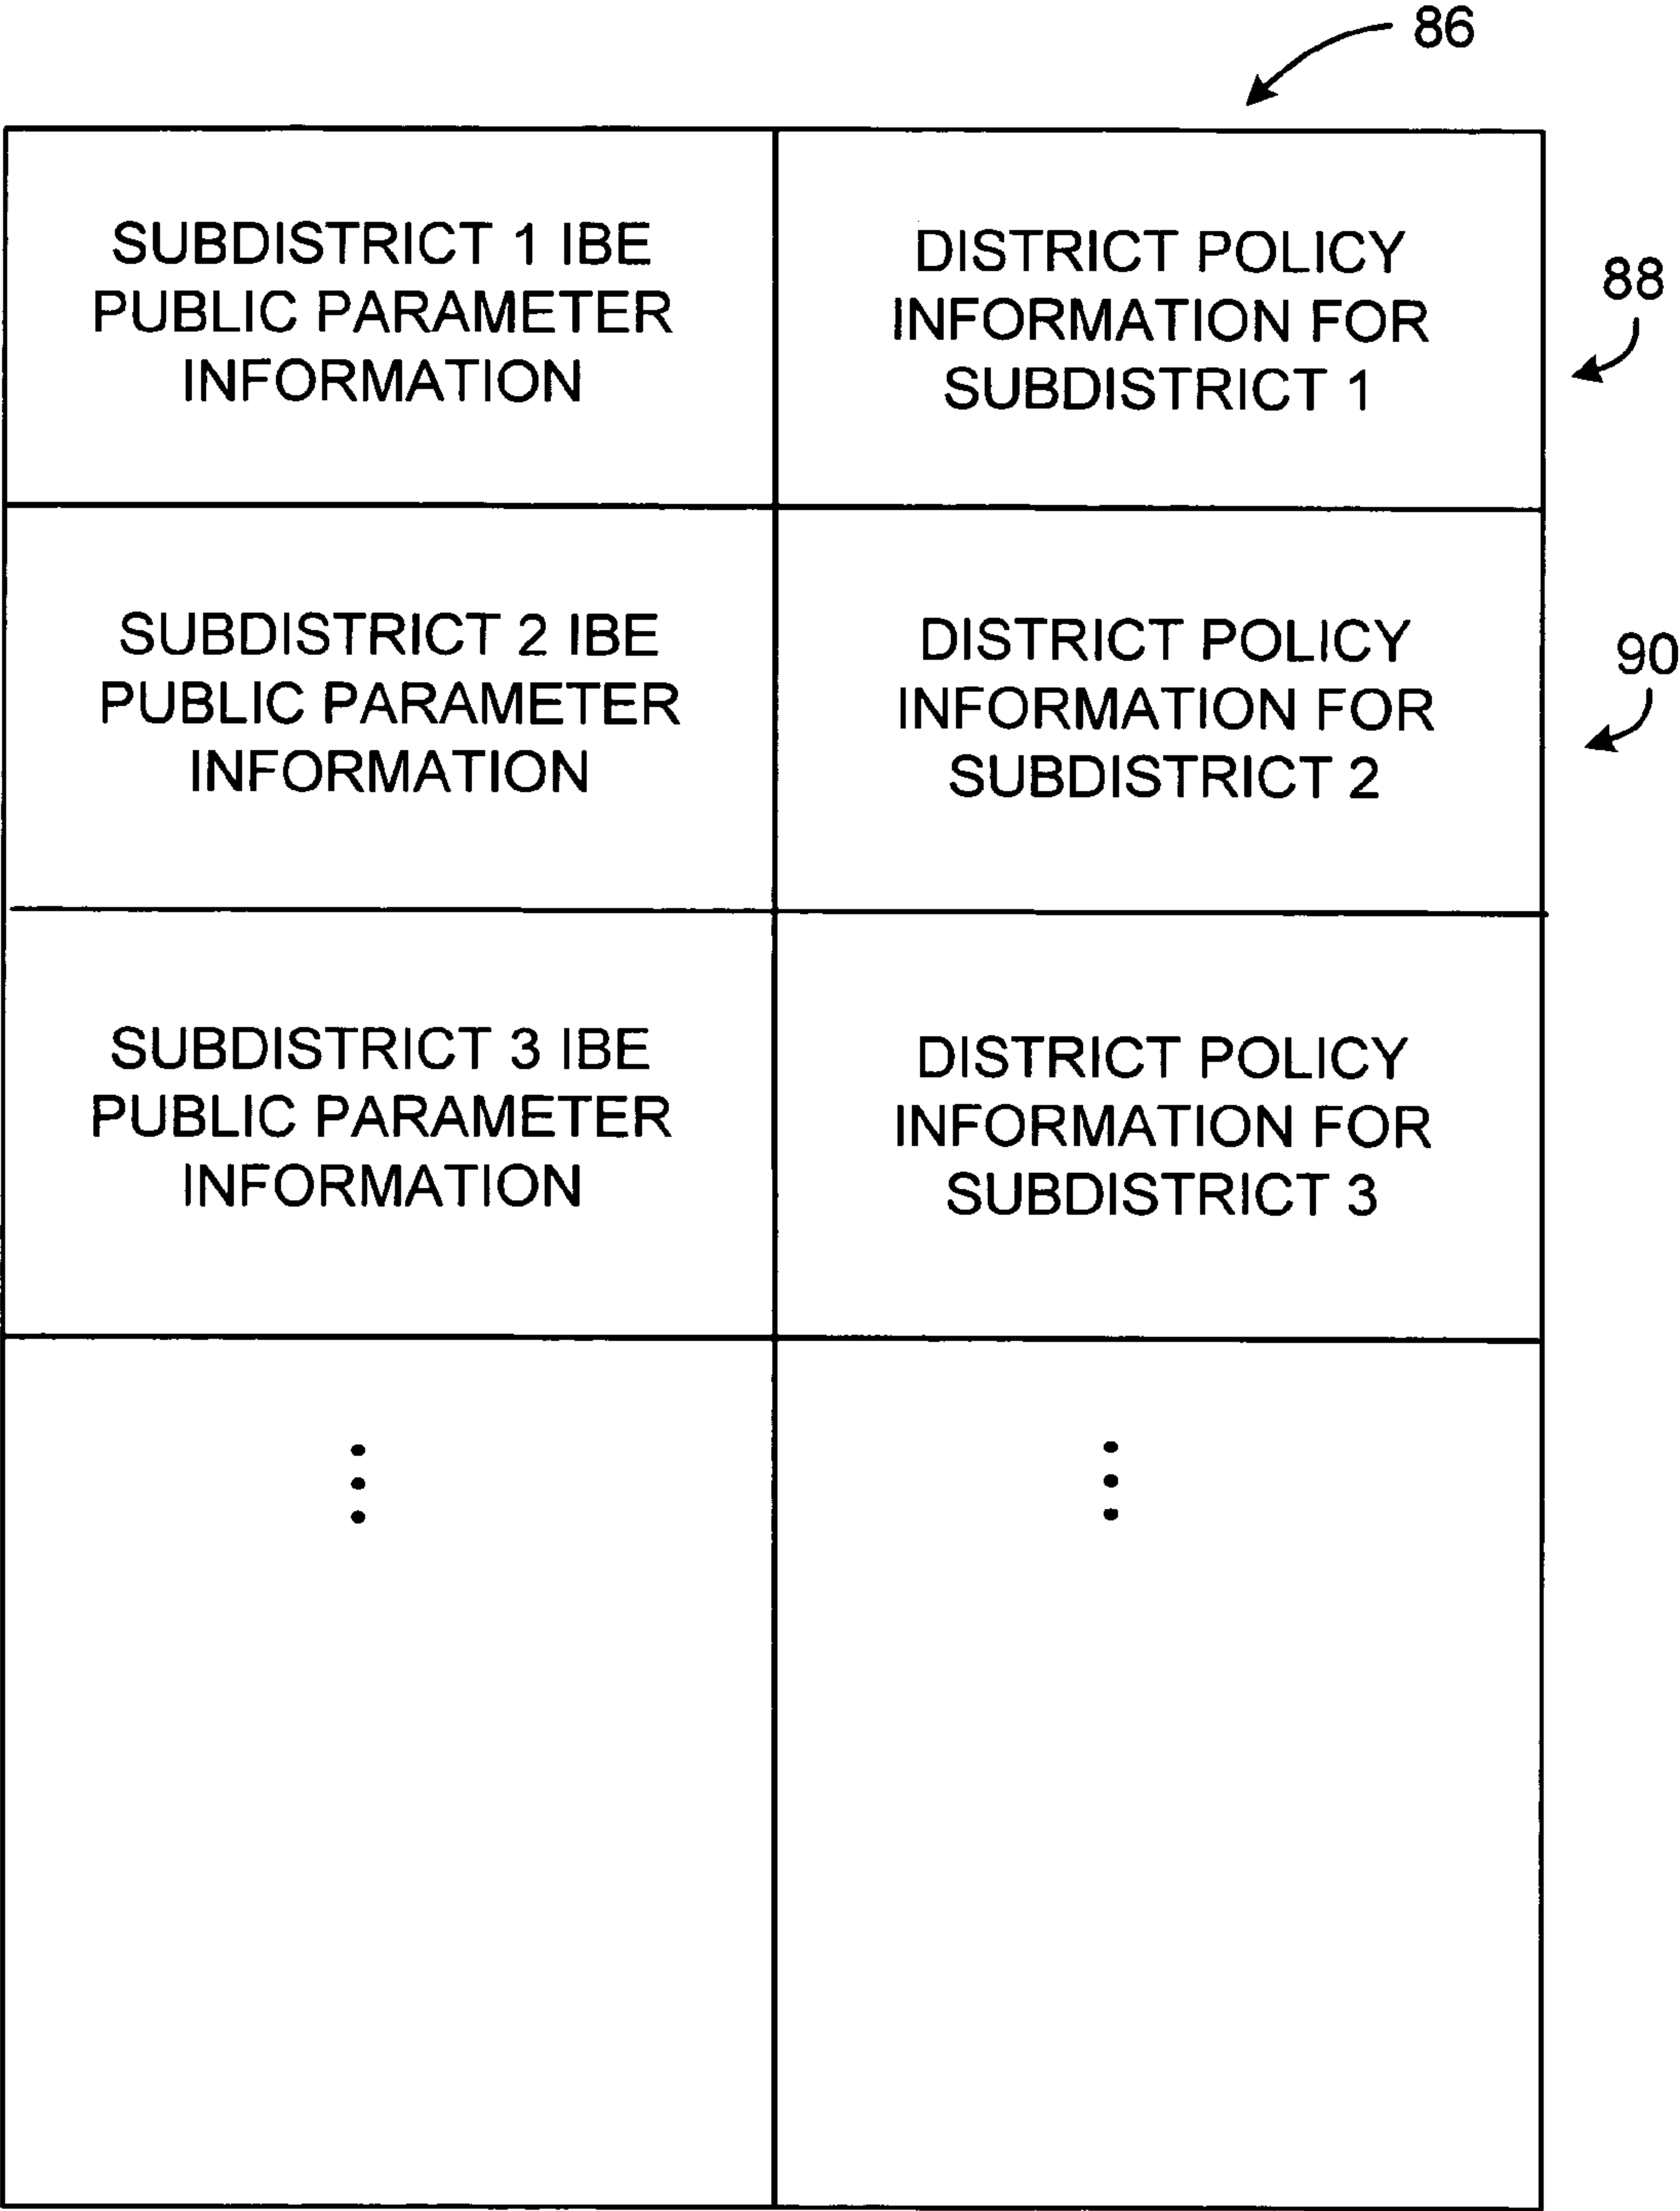 86
SUBDISTRICT 1 IBE
PUBLIC PARAMETER
INFORMATION
DISTRICT POLICY
INFORMATION FOR
SUBDISTRICT 1
88
SUBDISTRICT 2 IBE
PUBLIC PARAMETER
INFORMATION
DISTRICT POLICY
INFORMATION FOR
SUBDISTRICT 2
90
SUBDISTRICT 3 IBE
PUBLIC PARAMETER
INFORMATION
DISTRICT POLICY
INFORMATION FOR
SUBDISTRICT 3